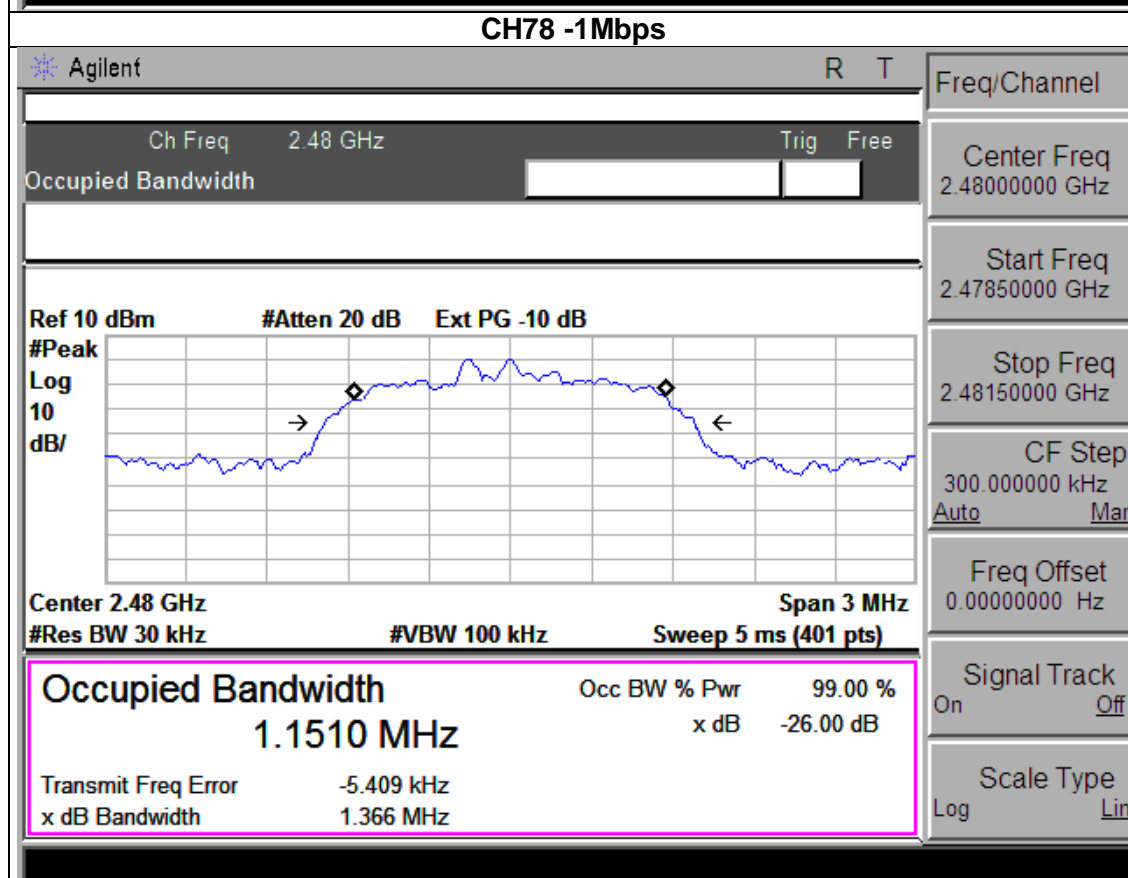 CH78 -1Mbps
Agilent R T
Ch Freq 2.48 GHz Trig Free
Occupied Bandwidth
Ref 10 dBm #Atten 20 dB Ext PG -10 dB
#Peak
Log
10
dB/
Center 2.48 GHz Span 3 MHz
#Res BW 30 kHz #VBW 100 kHz Sweep 5 ms (401 pts)
Occupied Bandwidth
1.1510 MHz
Occ BW % Pwr 99.00 %
x dB -26.00 dB
Transmit Freq Error -5.409 kHz
x dB Bandwidth 1.366 MHz
Freq/Channel
Center Freq
2.48000000 GHz
Start Freq
2.47850000 GHz
Stop Freq
2.48150000 GHz
CF Step
300.000000 kHz
Auto Man
Freq Offset
0.00000000 Hz
Signal Track
On Off
Scale Type
Log Lin